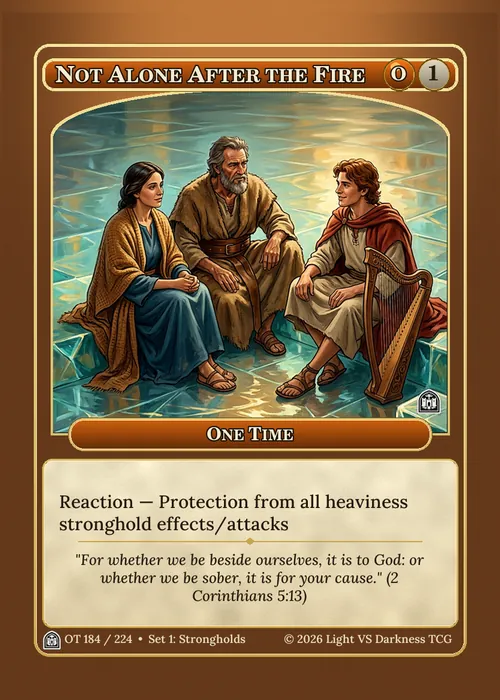 Not Alone After the Fire O 1
One Time
Reaction — Protection from all heaviness
stronghold effects/attacks
"For whether we be beside ourselves, it is to God: or
whether we be sober, it is for your cause." (2
Corinthians 5:13)
OT 184 / 224 • Set 1: Strongholds © 2026 Light VS Darkness TCG